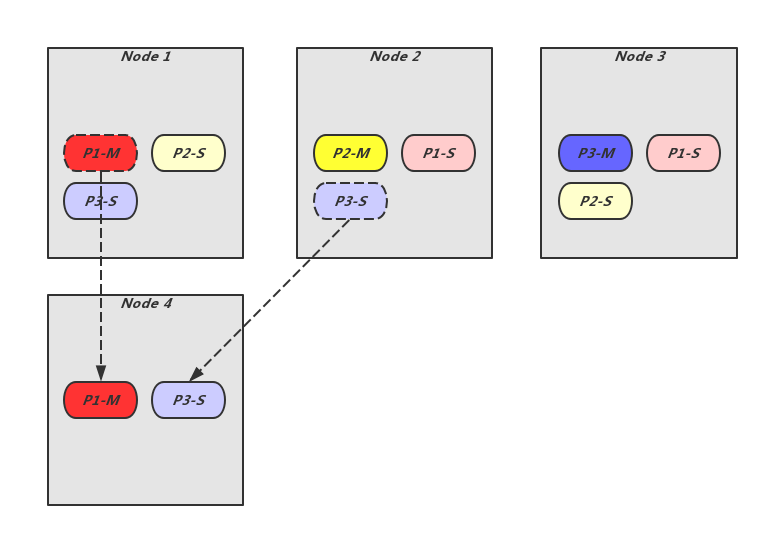 Node 1
P1-M
P2-S
P3-S
Node 2
P2-M
P1-S
P3-S
Node 3
P3-M
P1-S
P2-S
Node 4
P1-M
P3-S